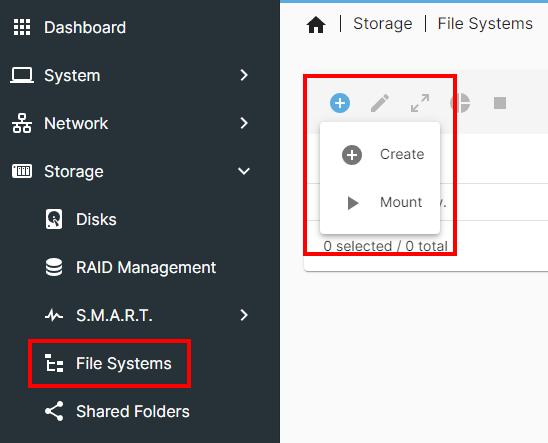 Dashboard
System
Network
Storage
Disks
RAID Management
S.M.A.R.T.
File Systems
Shared Folders
Storage
File Systems
Create
Mount
y.
0 selected / 0 total